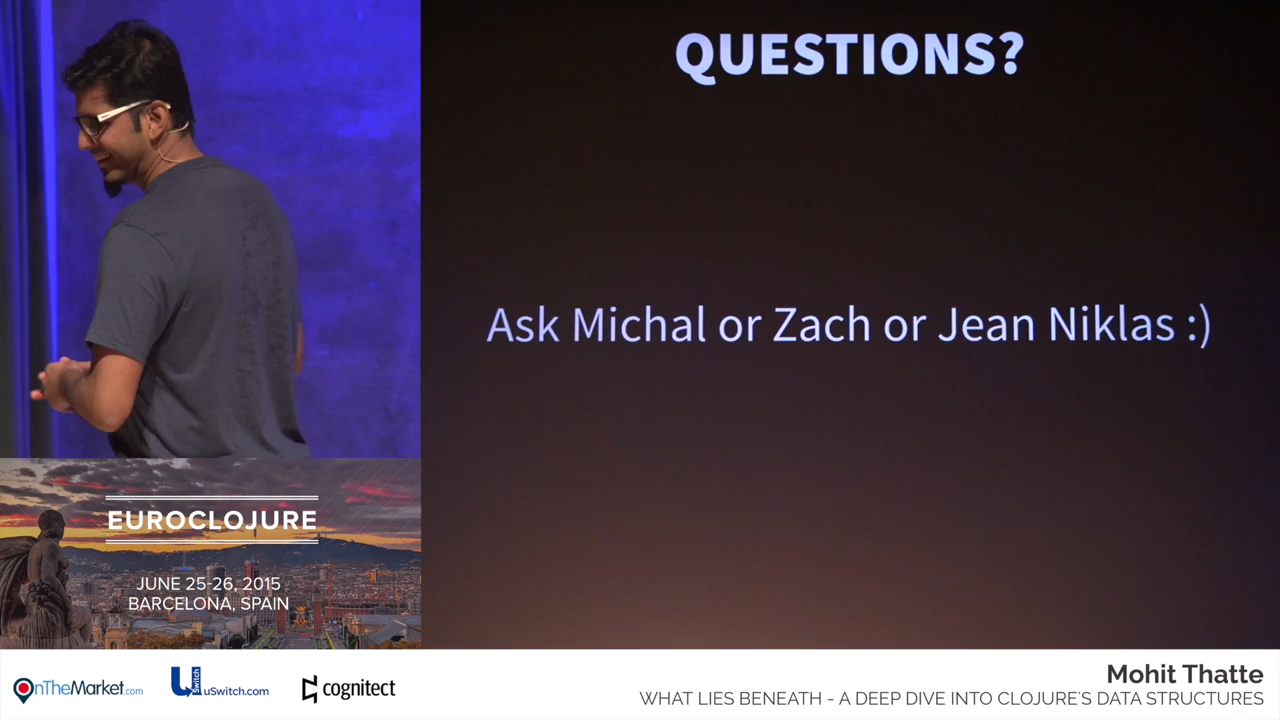 QUESTIONS?
Ask Michal or Zach or Jean Niklas :)
EUROCLOJURE
JUNE 25-26, 2015
BARCELONA, SPAIN
OnTheMarket.com
uSwitch
uSwitch.com
cognitect
Mohit Thatte
WHAT LIES BENEATH - A DEEP DIVE INTO CLOJURE'S DATA STRUCTURES